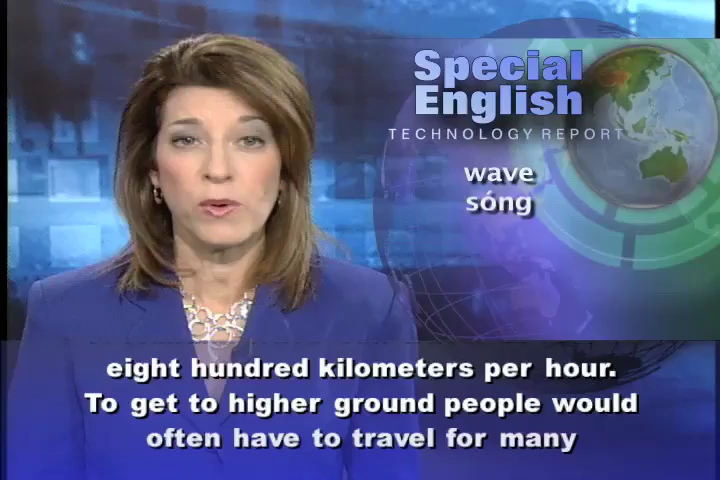 Special
English
TECHNOLOGY REPORT
wave
sóng
eight hundred kilometers per hour.
To get to higher ground people would
often have to travel for many